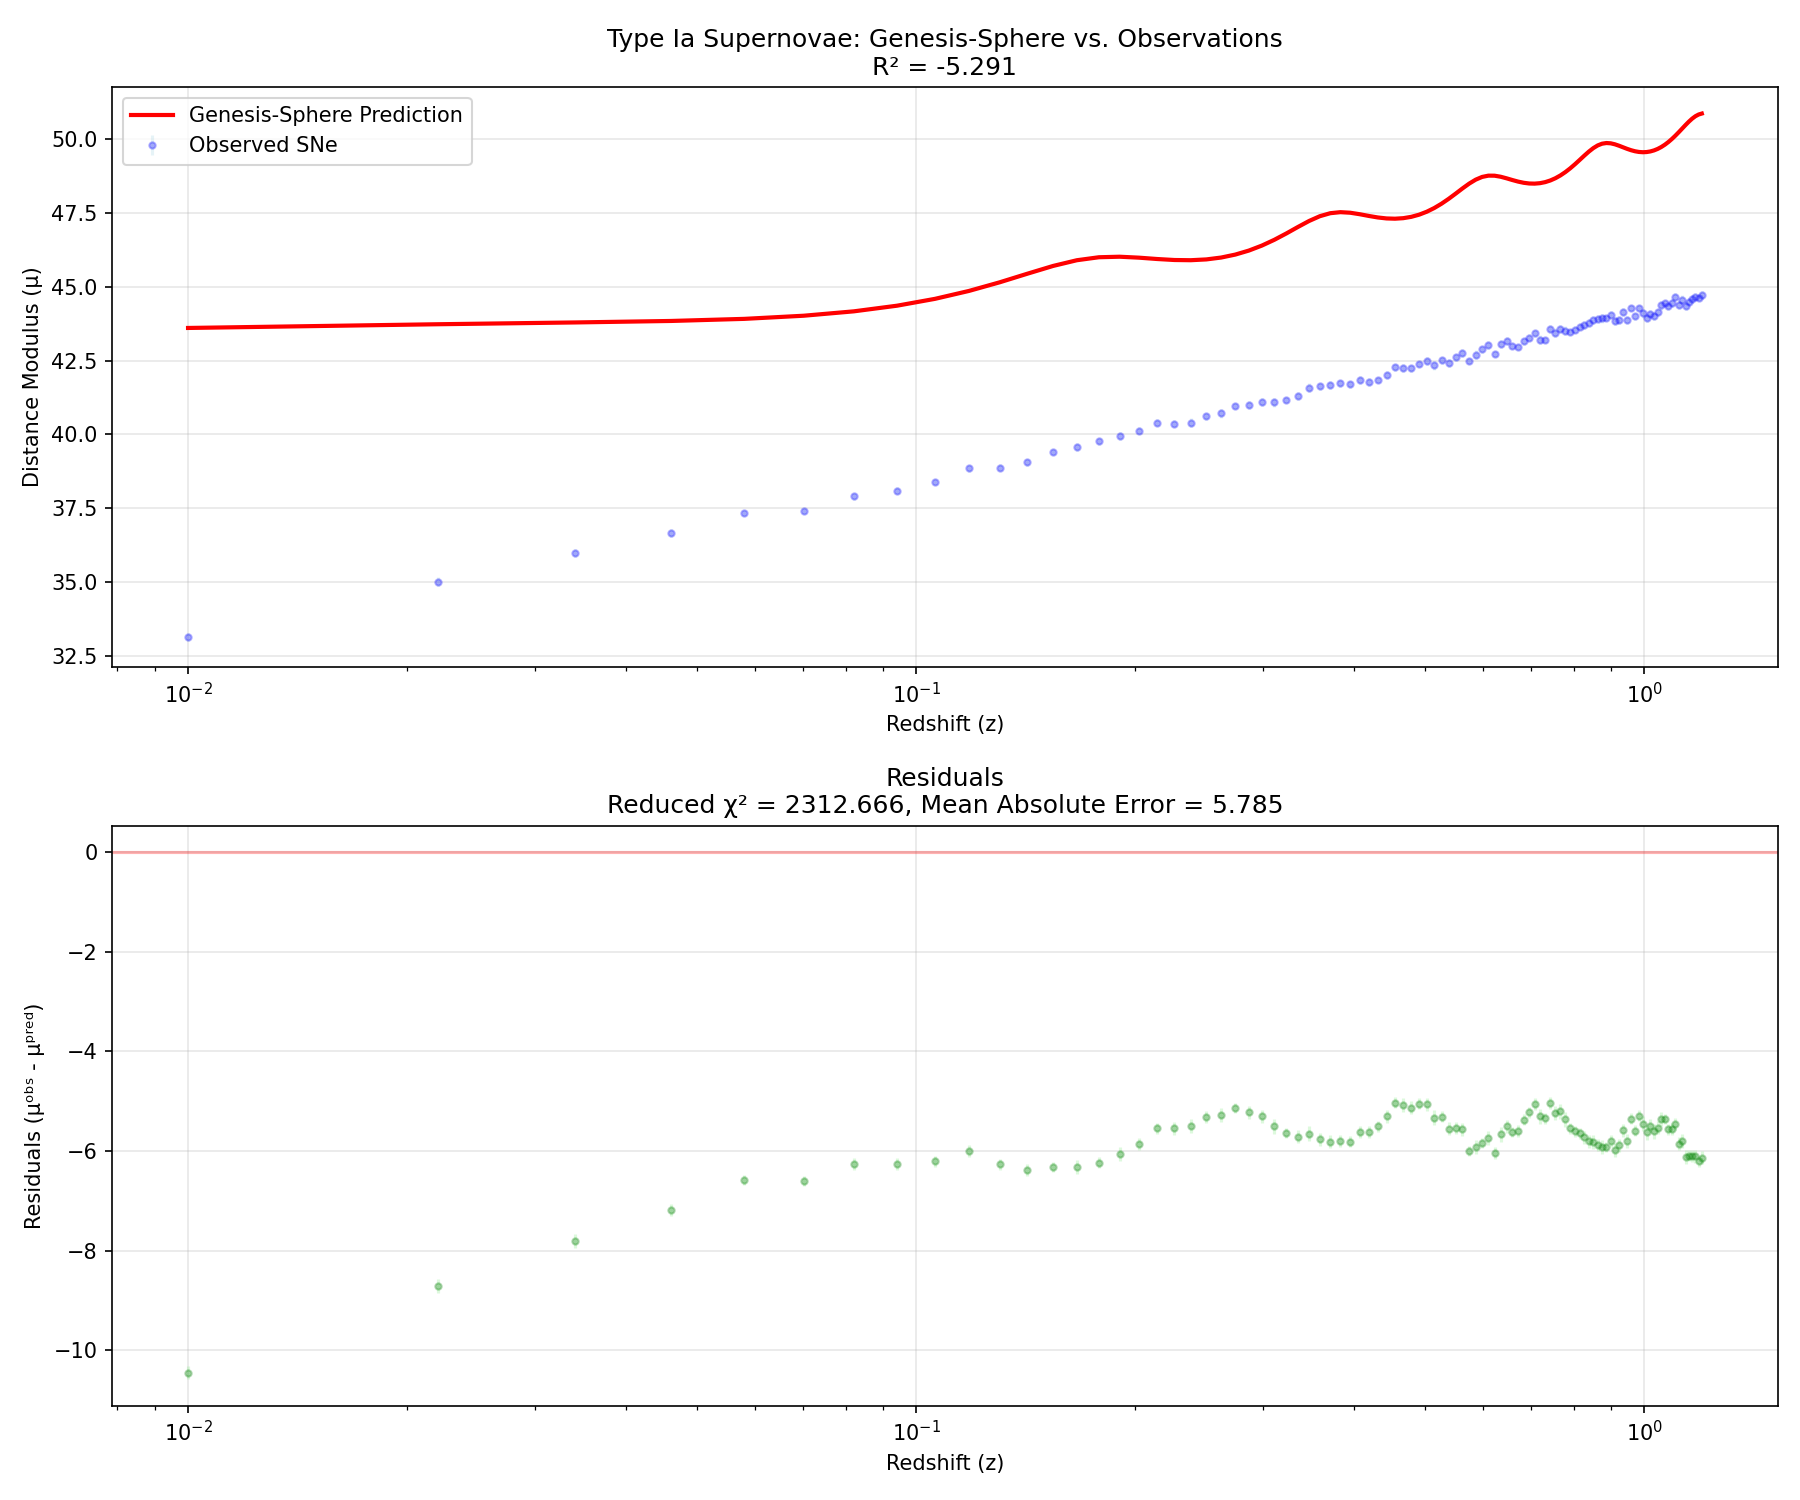 Type Ia Supernovae: Genesis-Sphere vs. Observations
R² = -5.291
Genesis-Sphere Prediction
Observed SNe
Distance Modulus (μ)
50.0
47.5
45.0
42.5
40.0
37.5
35.0
32.5
10⁻² 10⁻¹ 10⁰
Redshift (z)
Residuals
Reduced χ² = 2312.666, Mean Absolute Error = 5.785
Residuals (μᵒᵇˢ - μᵖʳᵉᵈ)
0
−2
−4
−6
−8
−10
10⁻² 10⁻¹ 10⁰
Redshift (z)